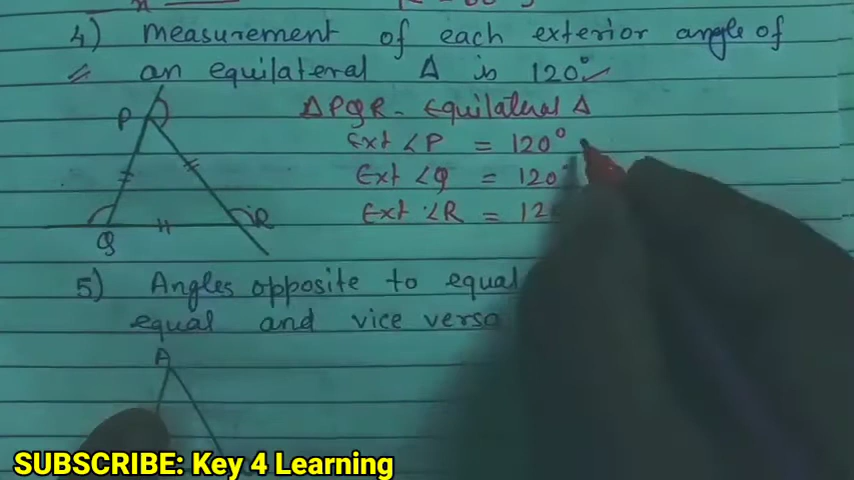 4) measurement of each exterior angle of
an equilateral Δ is 120°
ΔPQR - Equilateral Δ
P
Ext <P = 120°
Ext <Q = 120°
Ext <R = 12
R
Q
5) Angles opposite to equal
equal and vice versa
A
SUBSCRIBE: Key 4 Learning